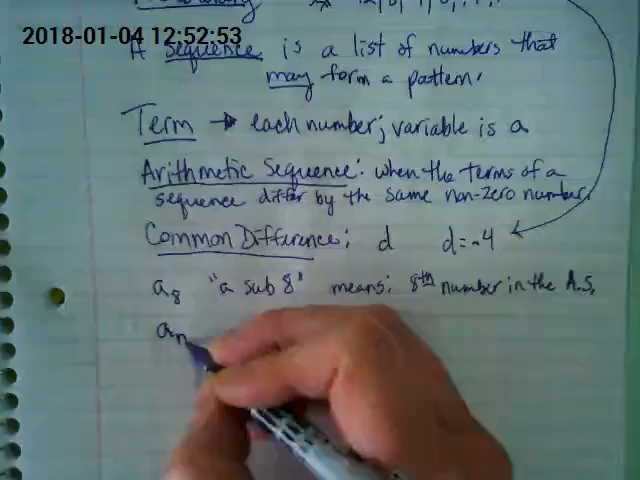 2018-01-04 12:52:53
A sequence is a list of numbers that
may form a pattern.
Term → each number; variable is a
Arithmetic Sequence: when the terms of a
sequence differ by the same non-zero number.
Common Difference: d d=-4
a₈ "a sub 8" means: 8th number in the A.S.
aₙ